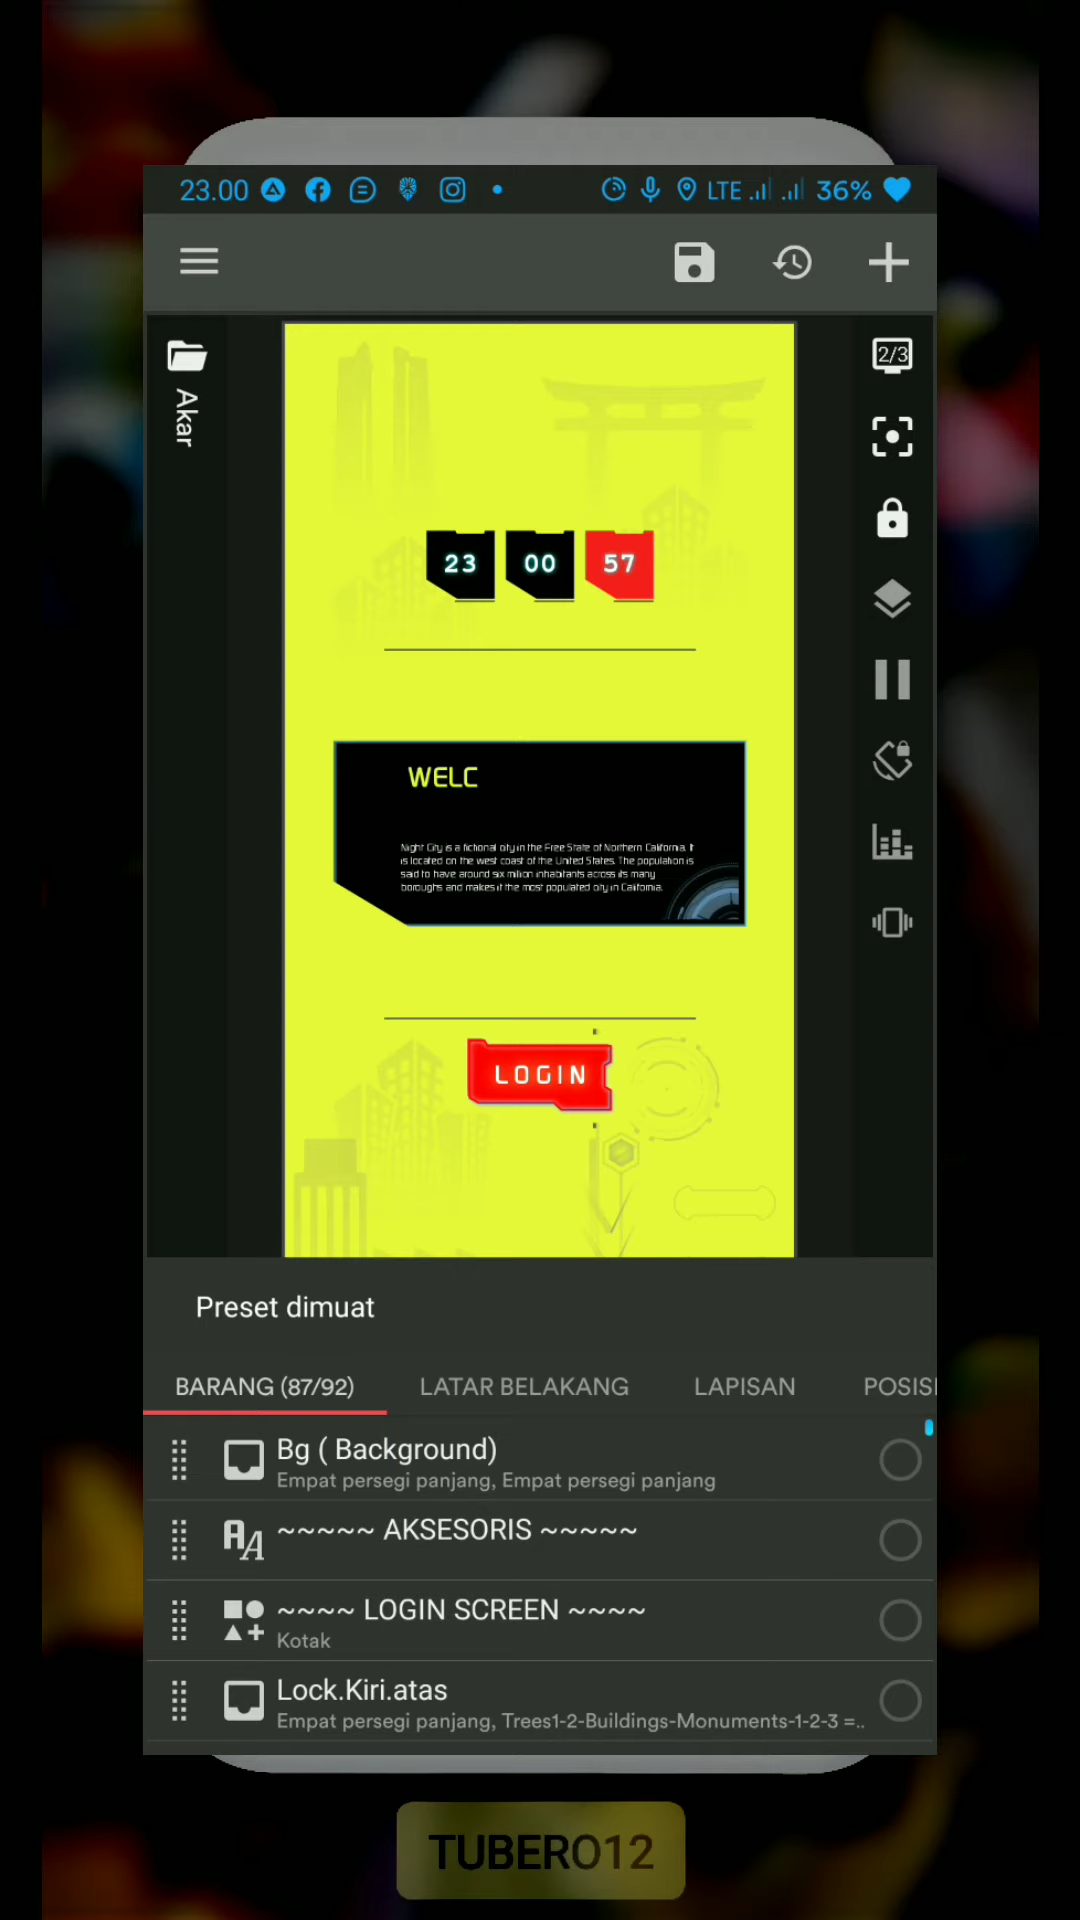 23.00
LTE
36%
Akar
2/3
23 00 57
WELC
Night City is a fictional city in the Free State of Northern California. It
is located on the west coast of the United States. The population is
said to have around six million inhabitants across its many
boroughs and makes it the most populated city in California.
LOGIN
Preset dimuat
BARANG (87/92) LATAR BELAKANG LAPISAN POSISI
Bg ( Background)
Empat persegi panjang, Empat persegi panjang
~~~~~ AKSESORIS ~~~~~
~~~~ LOGIN SCREEN ~~~~
Kotak
Lock.Kiri.atas
Empat persegi panjang, Trees1-2-Buildings-Monuments-1-2-3 =..
TUBERO12